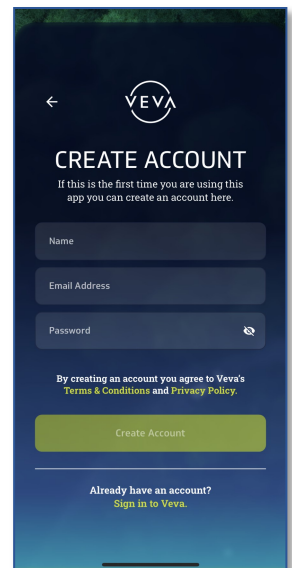 VEVA
CREATE ACCOUNT
If this is the first time you are using this
app you can create an account here.
Name
Email Address
Password
By creating an account you agree to Veva's
Terms & Conditions and Privacy Policy.
Create Account
Already have an account?
Sign in to Veva.